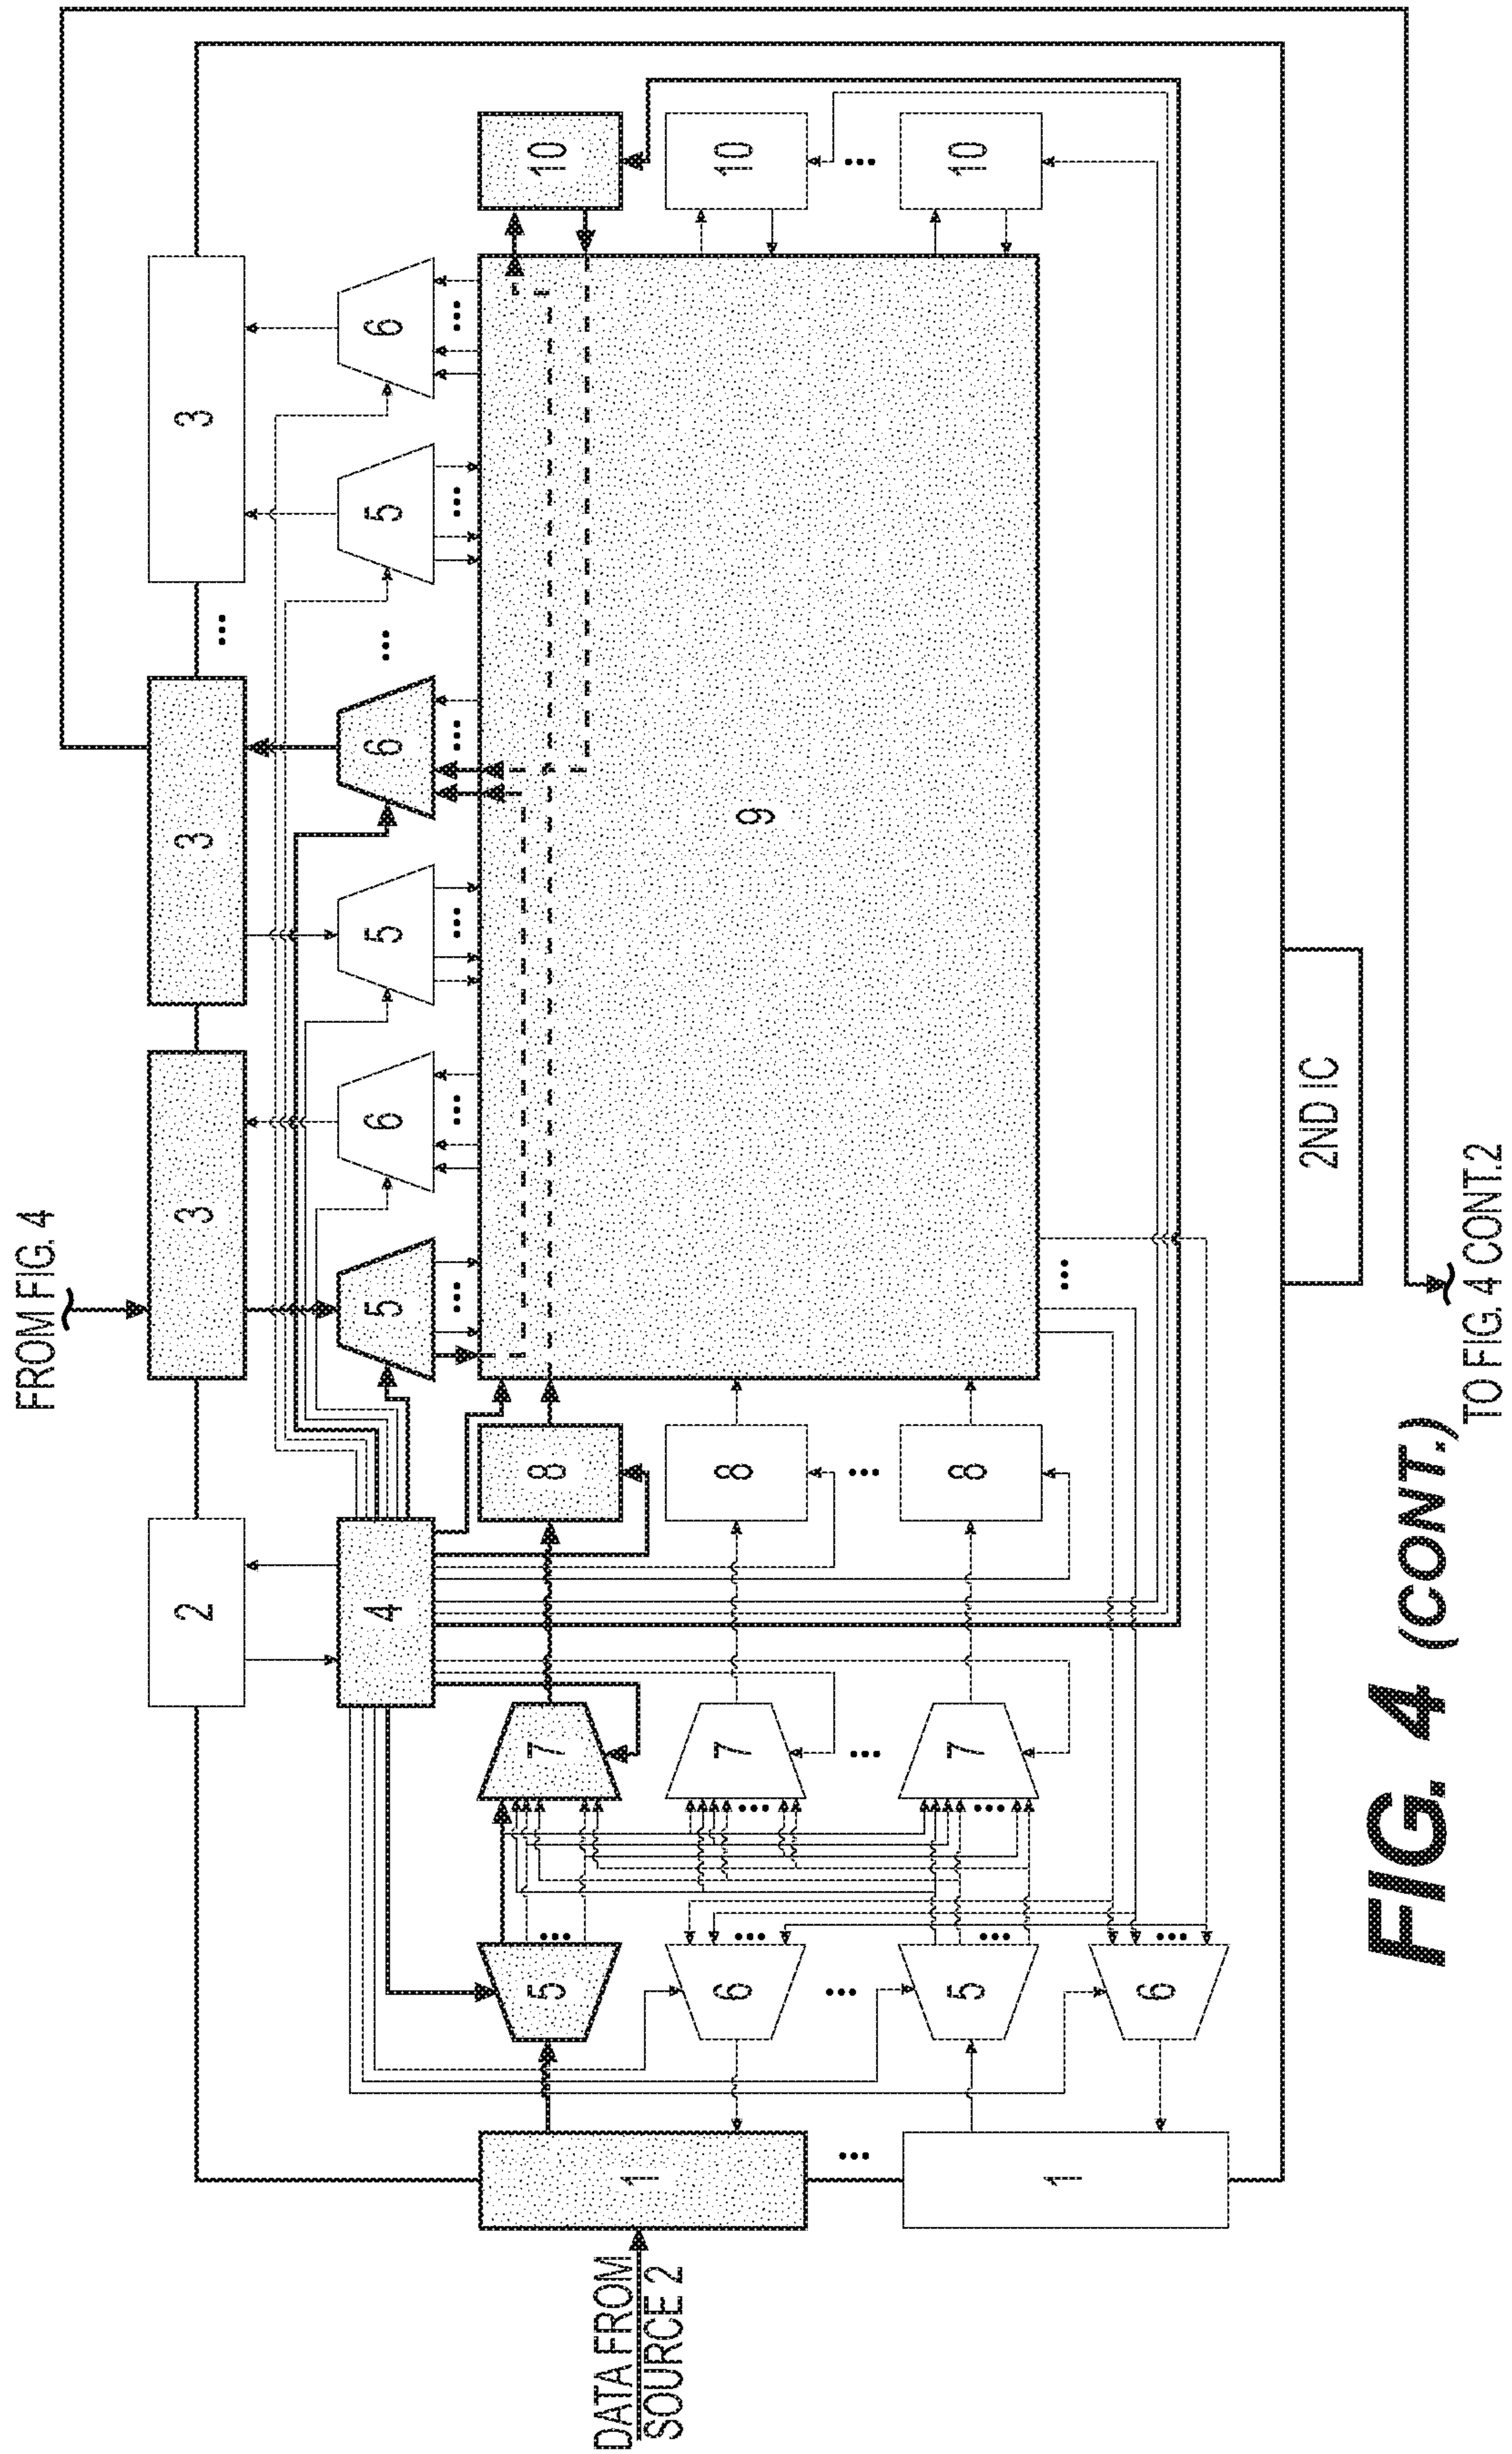 FROM FIG. 4
2 3 3 3
4 5 6 5 6 5 6
5 7 8 10
DATA FROM
SOURCE 2
1
6 7 8 10
9
5 7 8 10
1
6
2ND IC
FIG. 4 (CONT.)
TO FIG. 4 CONT.2